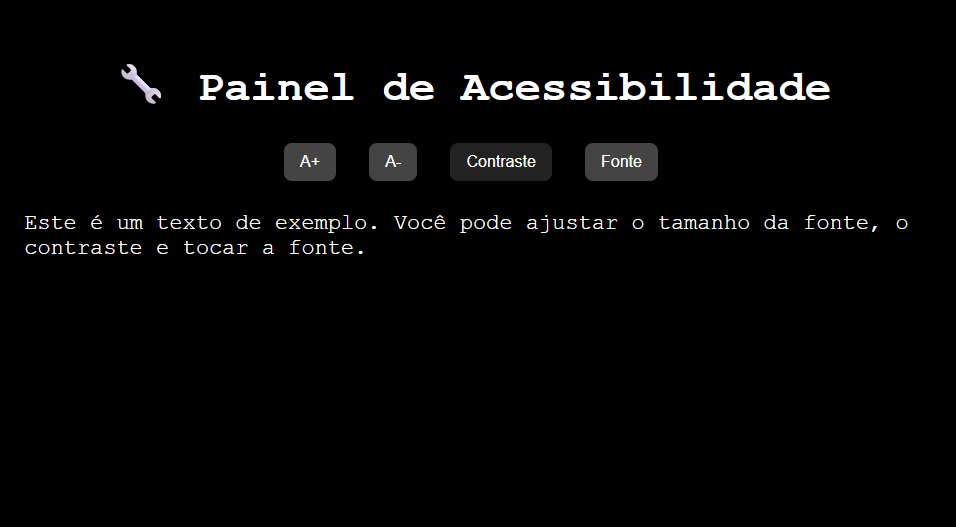 Painel de Acessibilidade
A+ A- Contraste Fonte
Este é um texto de exemplo. Você pode ajustar o tamanho da fonte, o
contraste e tocar a fonte.